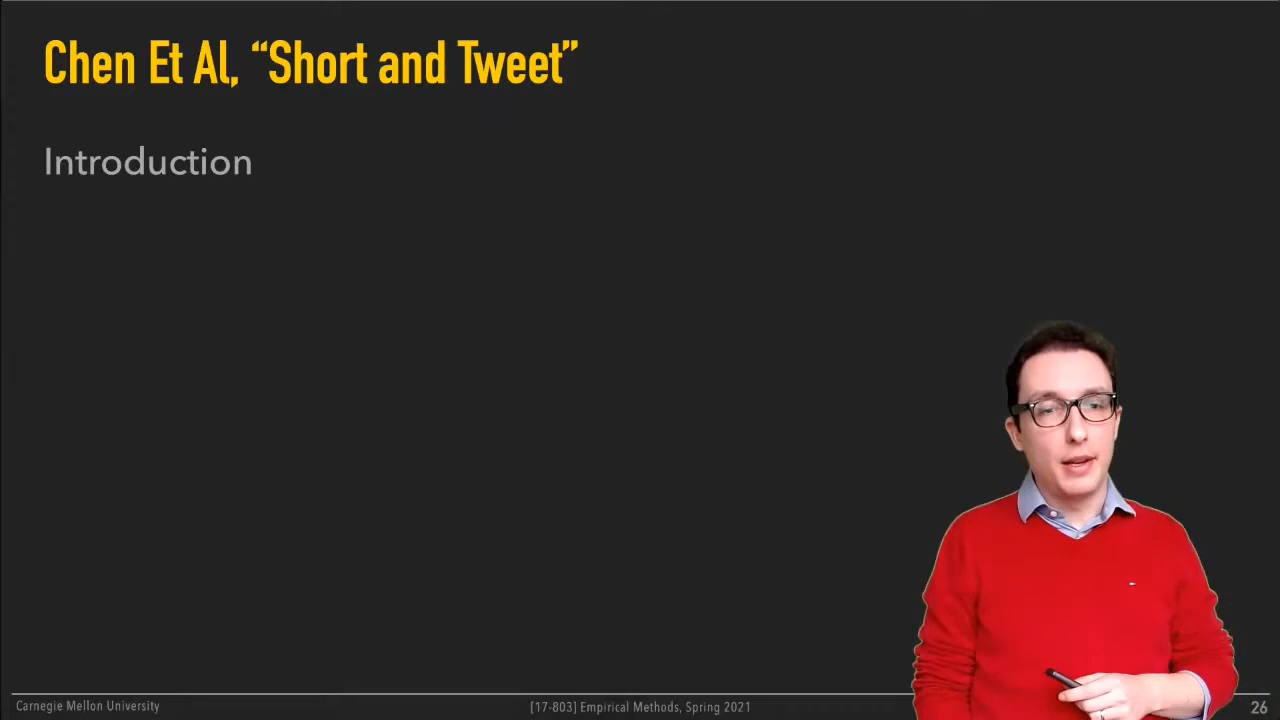 Chen Et Al, “Short and Tweet”
Introduction
Carnegie Mellon University
[17-803] Empirical Methods, Spring 2021
26